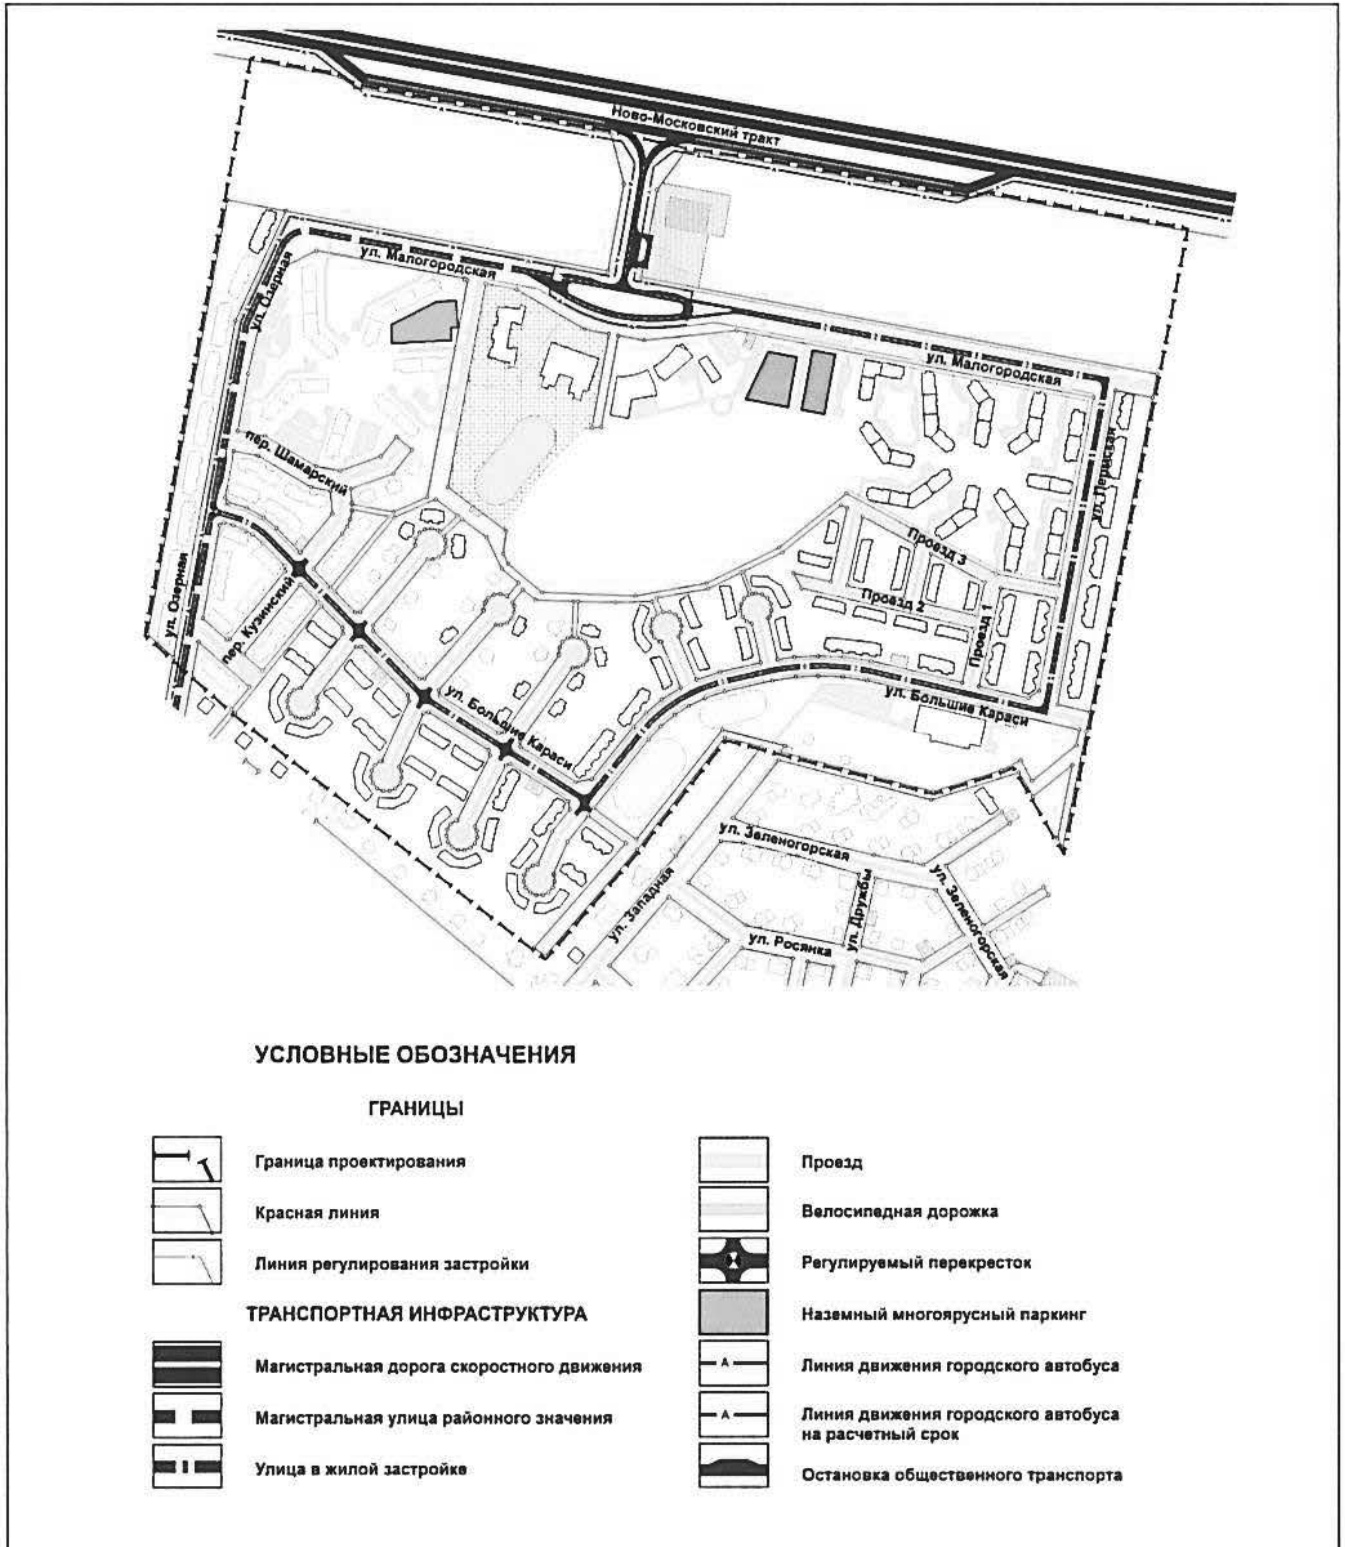 Ново-Московский тракт
ул. Малогородская
ул. Озерная
ул. Малогородская
ул. Пермская
пер. Шамарский
Проезд 3
ул. Озерная
пер. Кузинский
Проезд 2
Проезд 1
ул. Большие Караси
ул. Большие Караси
ул. Зеленогорская
ул. Западная
ул. Дружбы
ул. Зеленогорская
ул. Росянка
А
УСЛОВНЫЕ ОБОЗНАЧЕНИЯ
ГРАНИЦЫ
Граница проектирования
Красная линия
Линия регулирования застройки
ТРАНСПОРТНАЯ ИНФРАСТРУКТУРА
Магистральная дорога скоростного движения
Магистральная улица районного значения
Улица в жилой застройке
Проезд
Велосипедная дорожка
Регулируемый перекресток
Наземный многоярусный паркинг
А
Линия движения городского автобуса
А
Линия движения городского автобуса
на расчетный срок
Остановка общественного транспорта